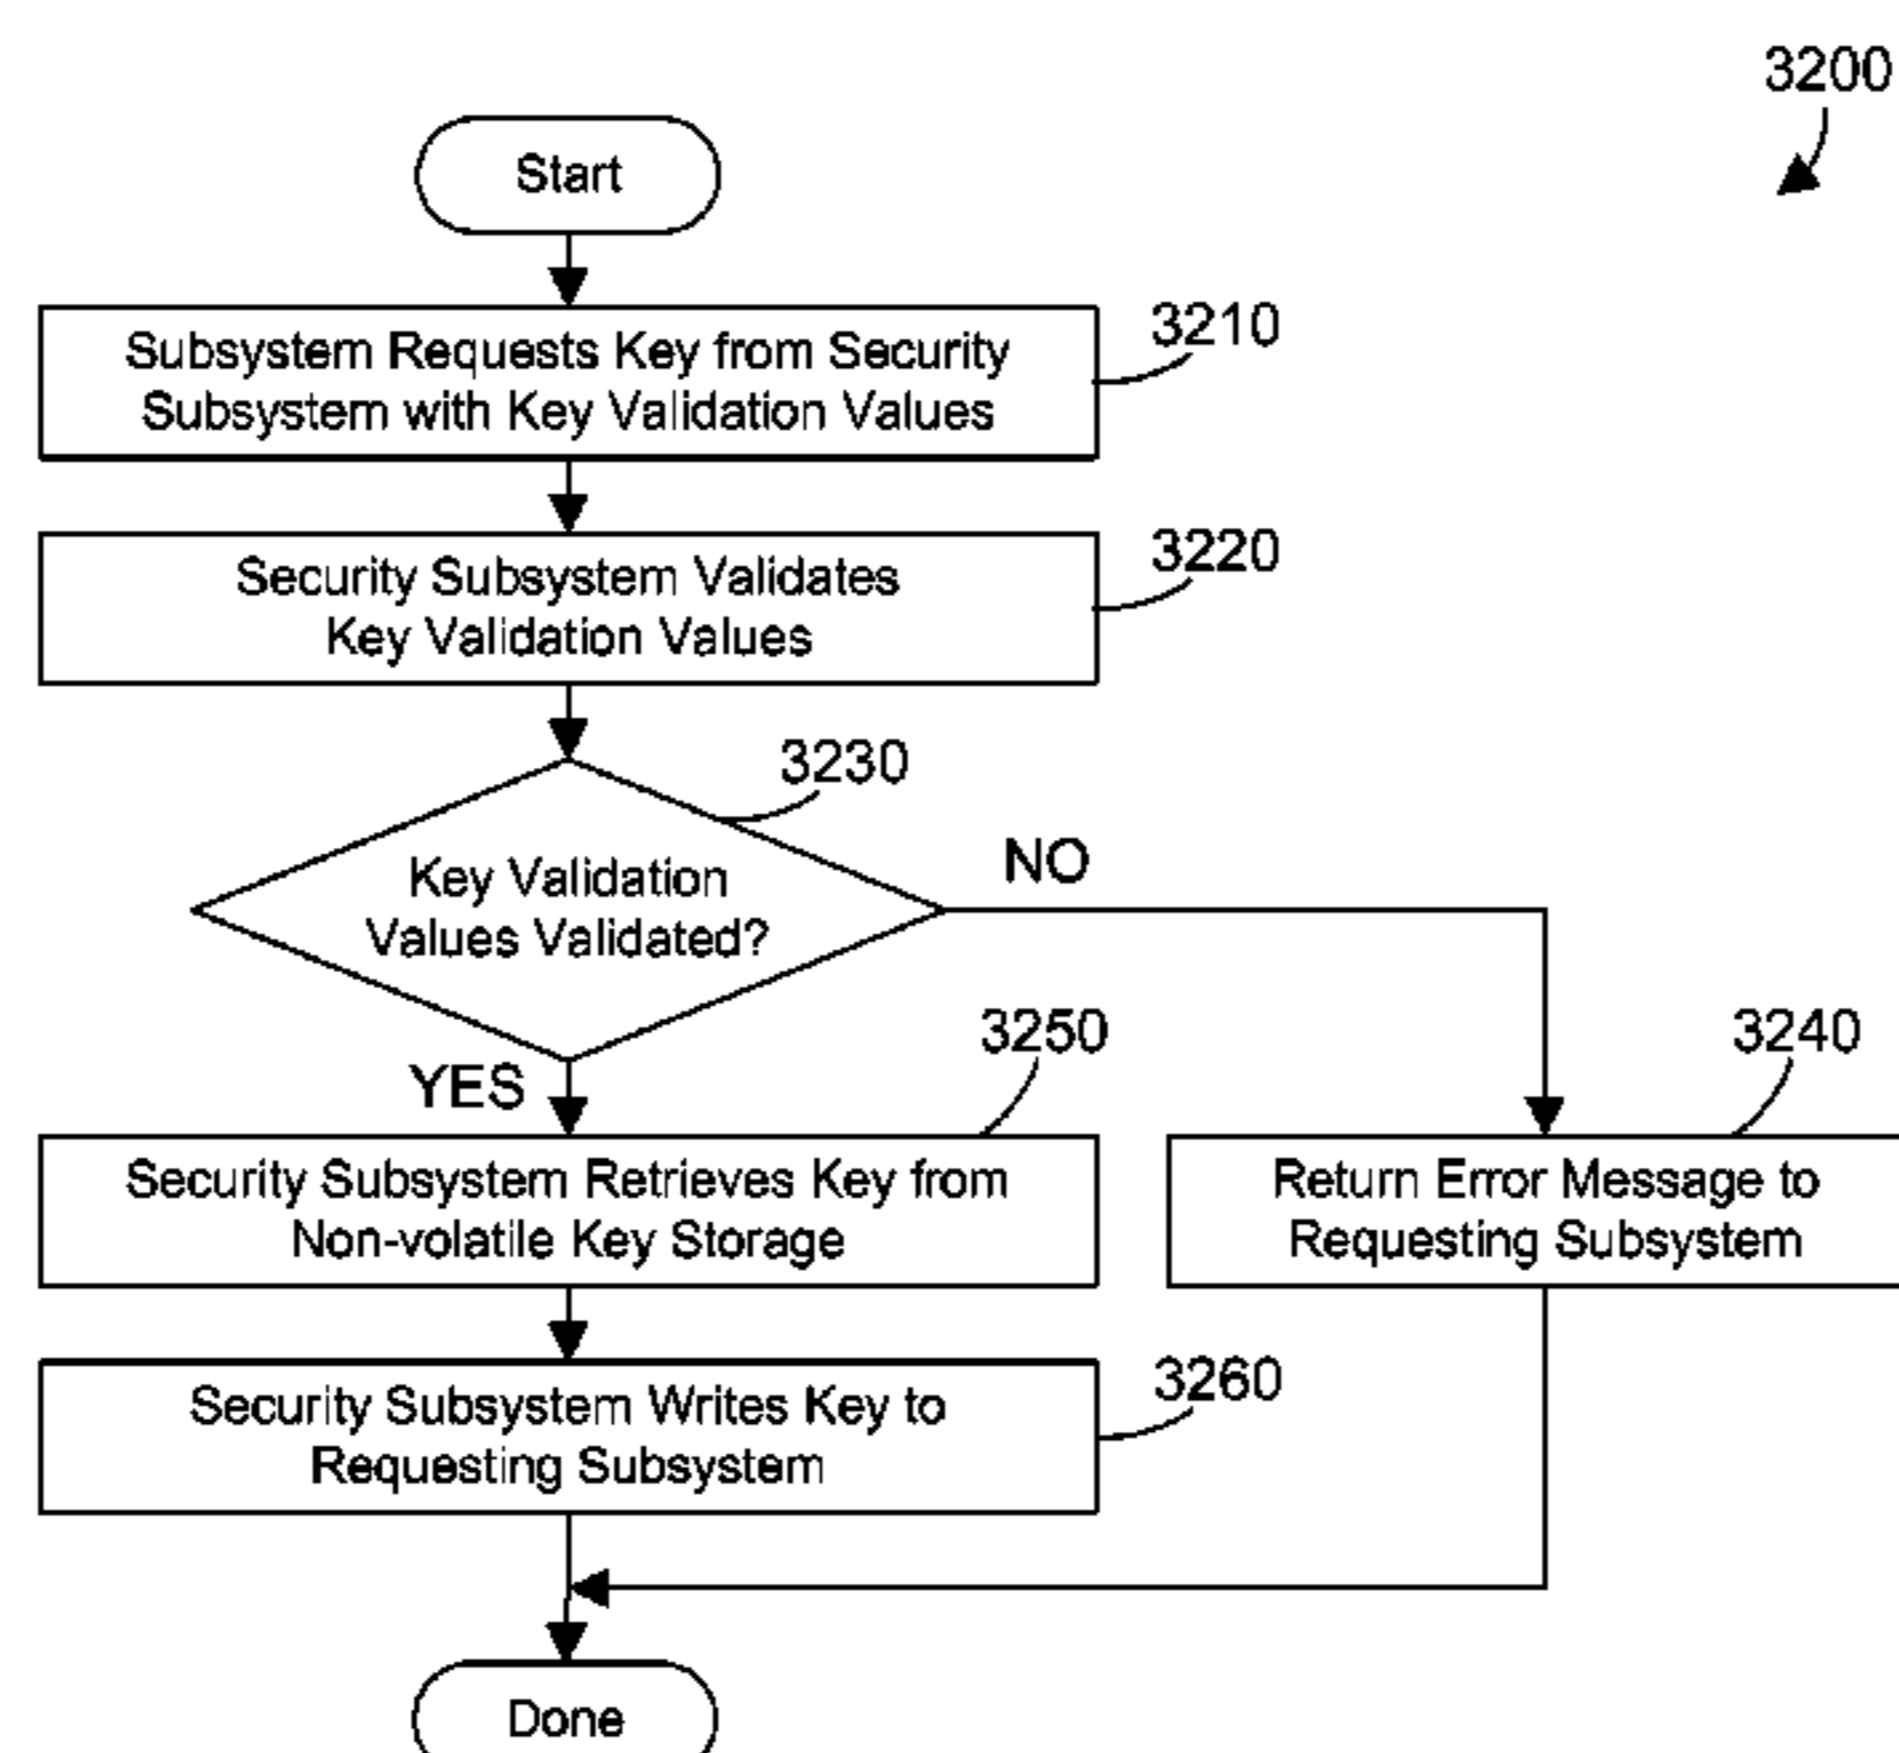 3200
Start
Subsystem Requests Key from Security
Subsystem with Key Validation Values
3210
Security Subsystem Validates
Key Validation Values
3220
3230
Key Validation
Values Validated?
NO
YES
3250
3240
Security Subsystem Retrieves Key from
Non-volatile Key Storage
Return Error Message to
Requesting Subsystem
Security Subsystem Writes Key to
Requesting Subsystem
3260
Done